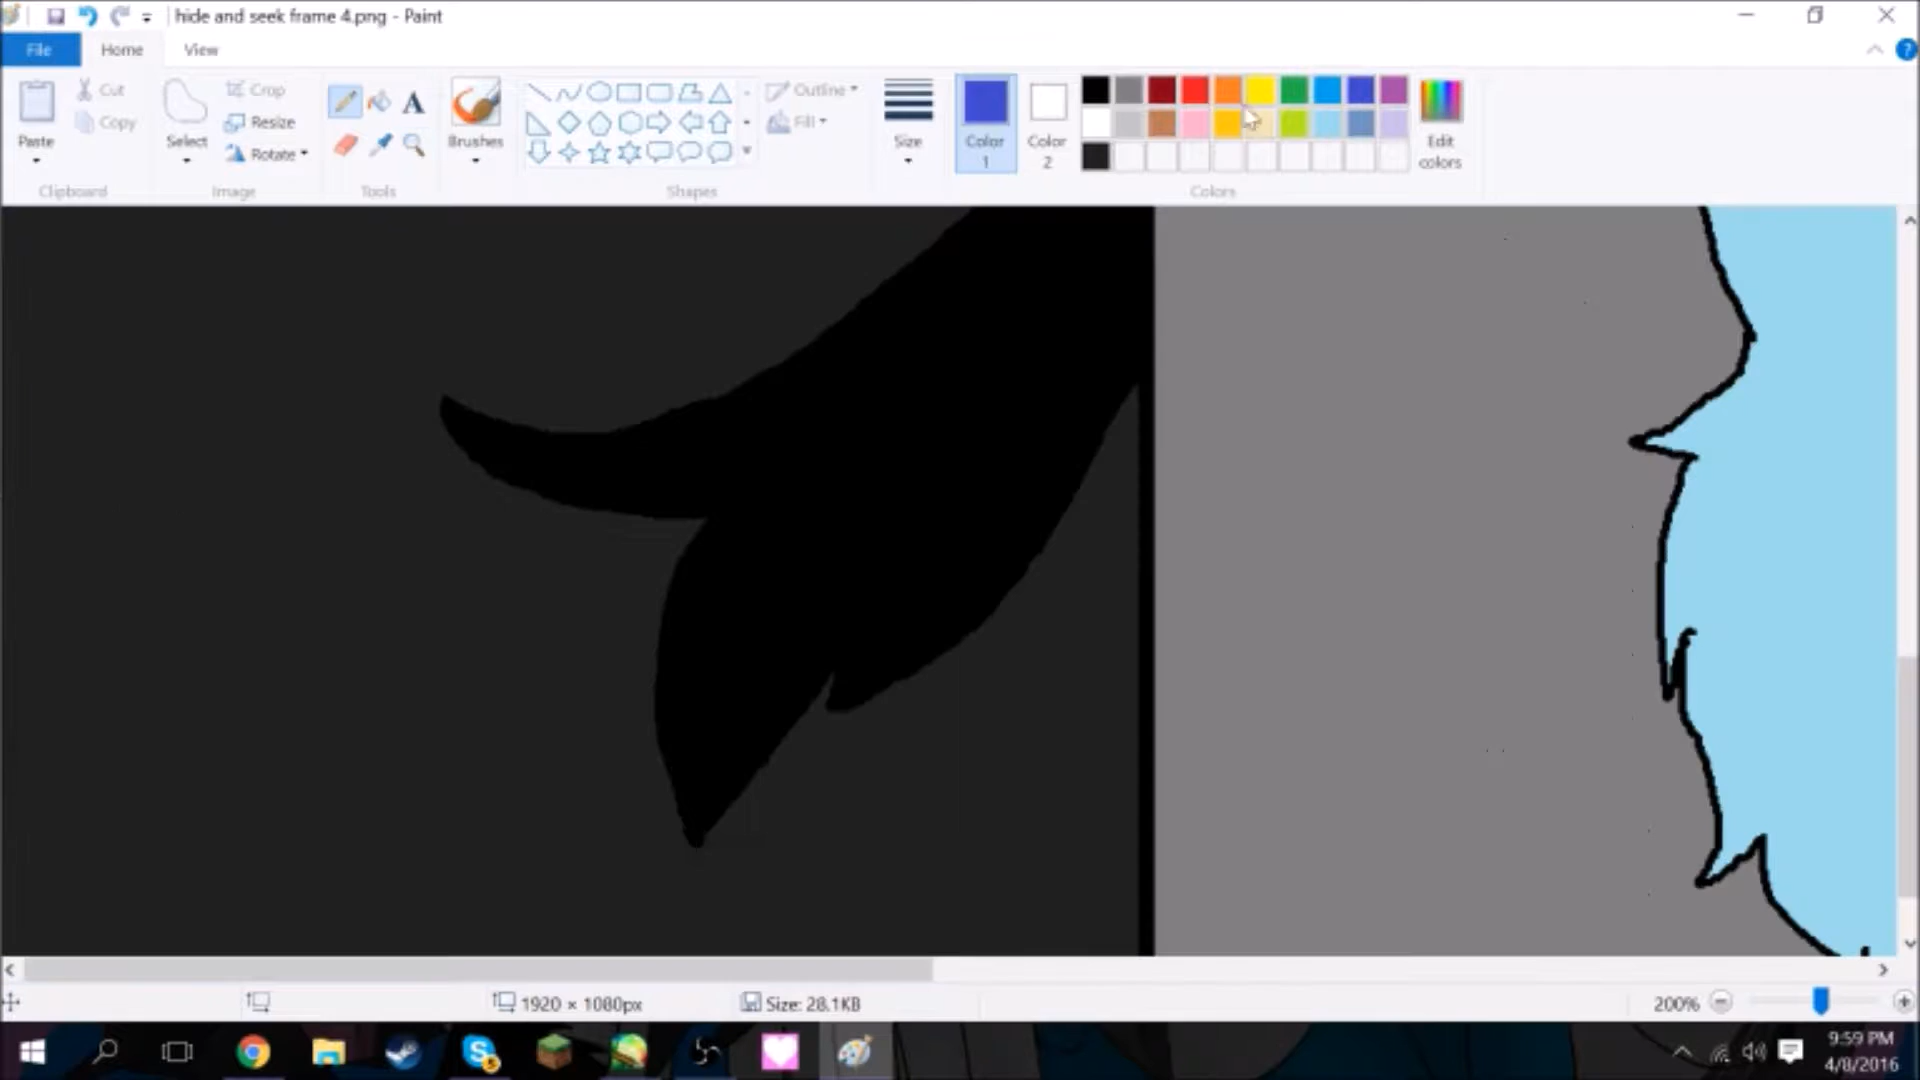 hide and seek frame 4.png - Paint
File Home View
Paste
Cut
Copy
Clipboard
Select
Crop
Resize
Rotate
Image
A
Tools
Brushes
Outline
Fill
Shapes
Size
Color 1
Color 2
Edit colors
Colors
1920 × 1080px
Size: 28.1KB
200%
5
9:59 PM
4/8/2016